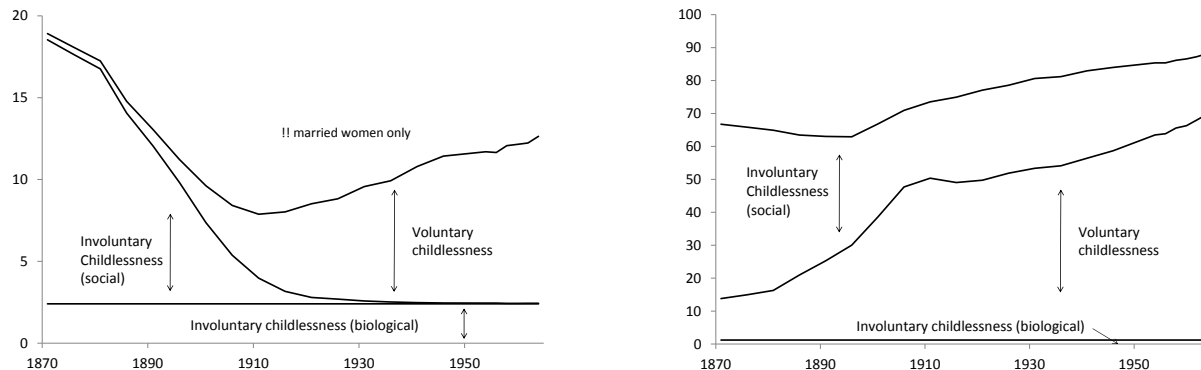 20
15
10
5
0
1870
1890
1910
1930
1950
!! married women only
Involuntary
Childlessness
(social)
Voluntary
childlessness
Involuntary childlessness (biological)
100
90
80
70
60
50
40
30
20
10
0
1870
1890
1910
1930
1950
Involuntary
Childlessness
(social)
Voluntary
childlessness
Involuntary childlessness (biological)